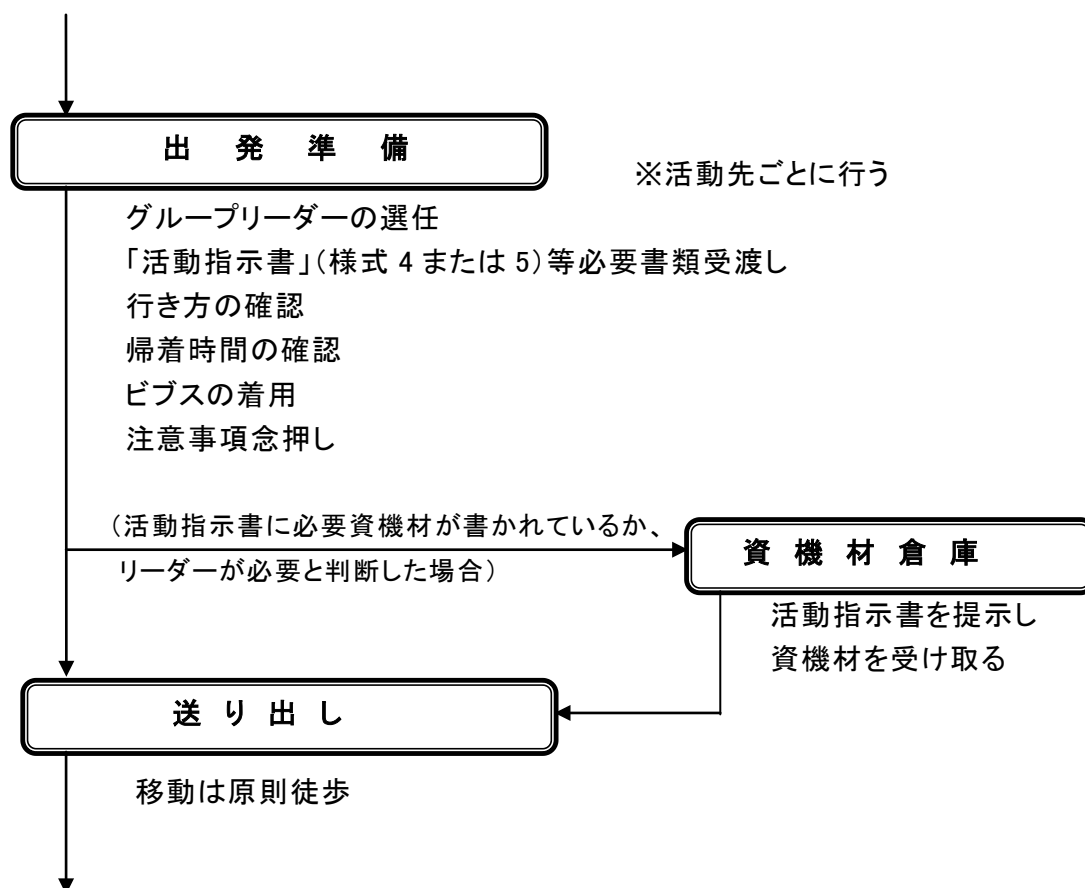 出発準備
※活動先ごとに行う
グループリーダーの選任
「活動指示書」(様式 4 または 5)等必要書類受渡し
行き方の確認
帰着時間の確認
ビブスの着用
注意事項念押し
(活動指示書に必要資機材が書かれているか、
リーダーが必要と判断した場合)
資機材倉庫
活動指示書を提示し
資機材を受け取る
送り出し
移動は原則徒歩